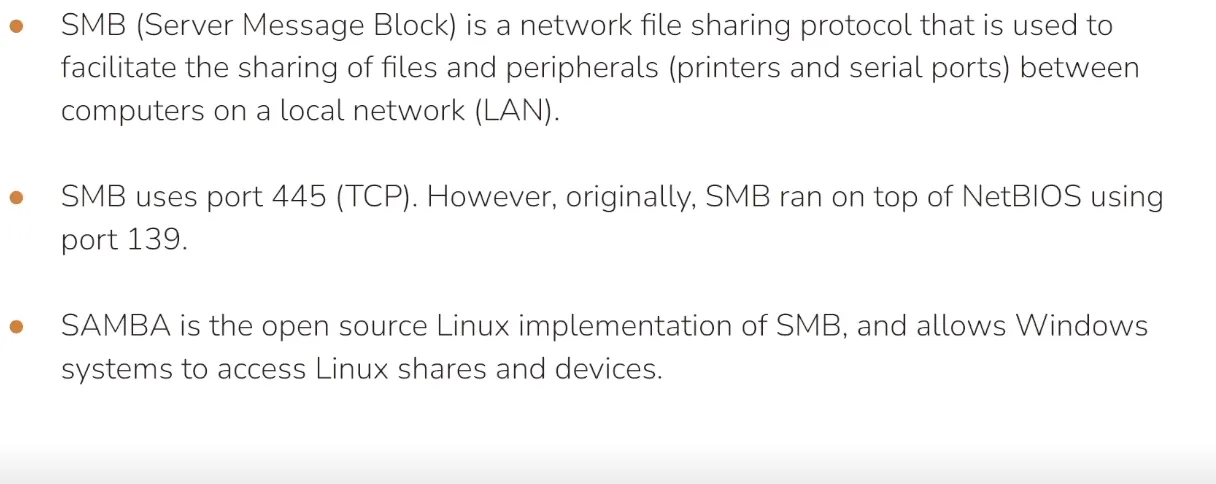 SMB (Server Message Block) is a network file sharing protocol that is used to
facilitate the sharing of files and peripherals (printers and serial ports) between
computers on a local network (LAN).
SMB uses port 445 (TCP). However, originally, SMB ran on top of NetBIOS using
port 139.
SAMBA is the open source Linux implementation of SMB, and allows Windows
systems to access Linux shares and devices.